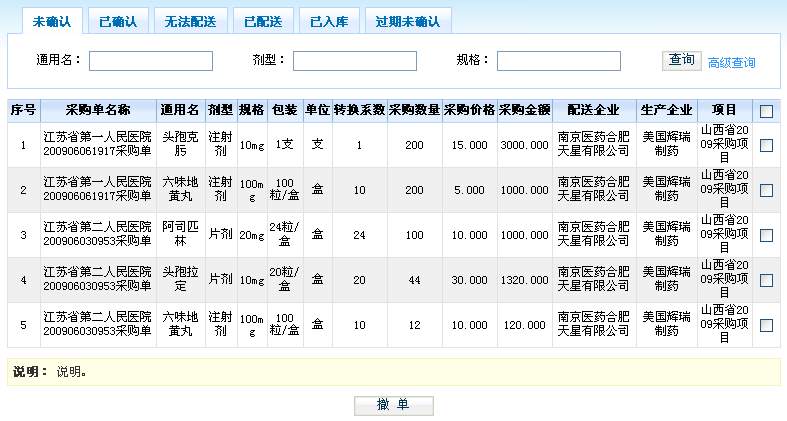 未确认 已确认 无法配送 已配送 已入库 过期未确认
通用名： 剂型： 规格： 查询 高级查询
序号 采购单名称 通用名 剂型 规格 包装 单位 转换系数 采购数量 采购价格 采购金额 配送企业 生产企业 项目
1 江苏省第一人民医院200906061917采购单 头孢克肟 注射剂 10mg 1支 支 1 200 15.000 3000.000 南京医药合肥天星有限公司 美国辉瑞制药 山西省2009采购项目
2 江苏省第一人民医院200906061917采购单 六味地黄丸 注射剂 100mg 100粒/盒 盒 10 200 5.000 1000.000 南京医药合肥天星有限公司 美国辉瑞制药 山西省2009采购项目
3 江苏省第二人民医院200906030953采购单 阿司匹林 片剂 20mg 24粒/盒 盒 24 100 10.000 1000.000 南京医药合肥天星有限公司 美国辉瑞制药 山西省2009采购项目
4 江苏省第二人民医院200906030953采购单 头孢拉定 片剂 10mg 20粒/盒 盒 20 44 30.000 1320.000 南京医药合肥天星有限公司 美国辉瑞制药 山西省2009采购项目
5 江苏省第二人民医院200906030953采购单 六味地黄丸 注射剂 100mg 100粒/盒 盒 10 12 10.000 120.000 南京医药合肥天星有限公司 美国辉瑞制药 山西省2009采购项目
说明： 说明。
撤 单